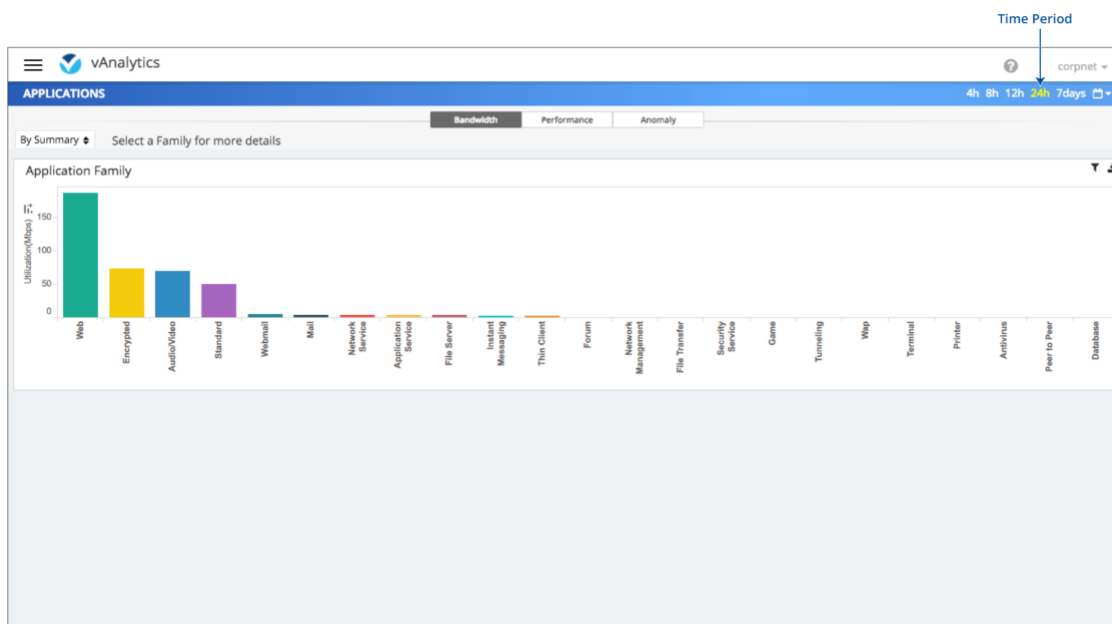 Time Period
vAnalytics
corpnet
APPLICATIONS
4h 8h 12h 24h 7days
Bandwidth Performance Anomaly
By Summary Select a Family for more details
Application Family
Utilization(Mbps)
150
100
50
0
Web
Encrypted
Audio/Video
Standard
Webmail
Mail
Network
Service
Application
Service
File Server
Instant
Messaging
Thin Client
Forum
Network
Management
File Transfer
Security
Service
Game
Tunneling
Wap
Terminal
Printer
Antivirus
Peer to Peer
Database